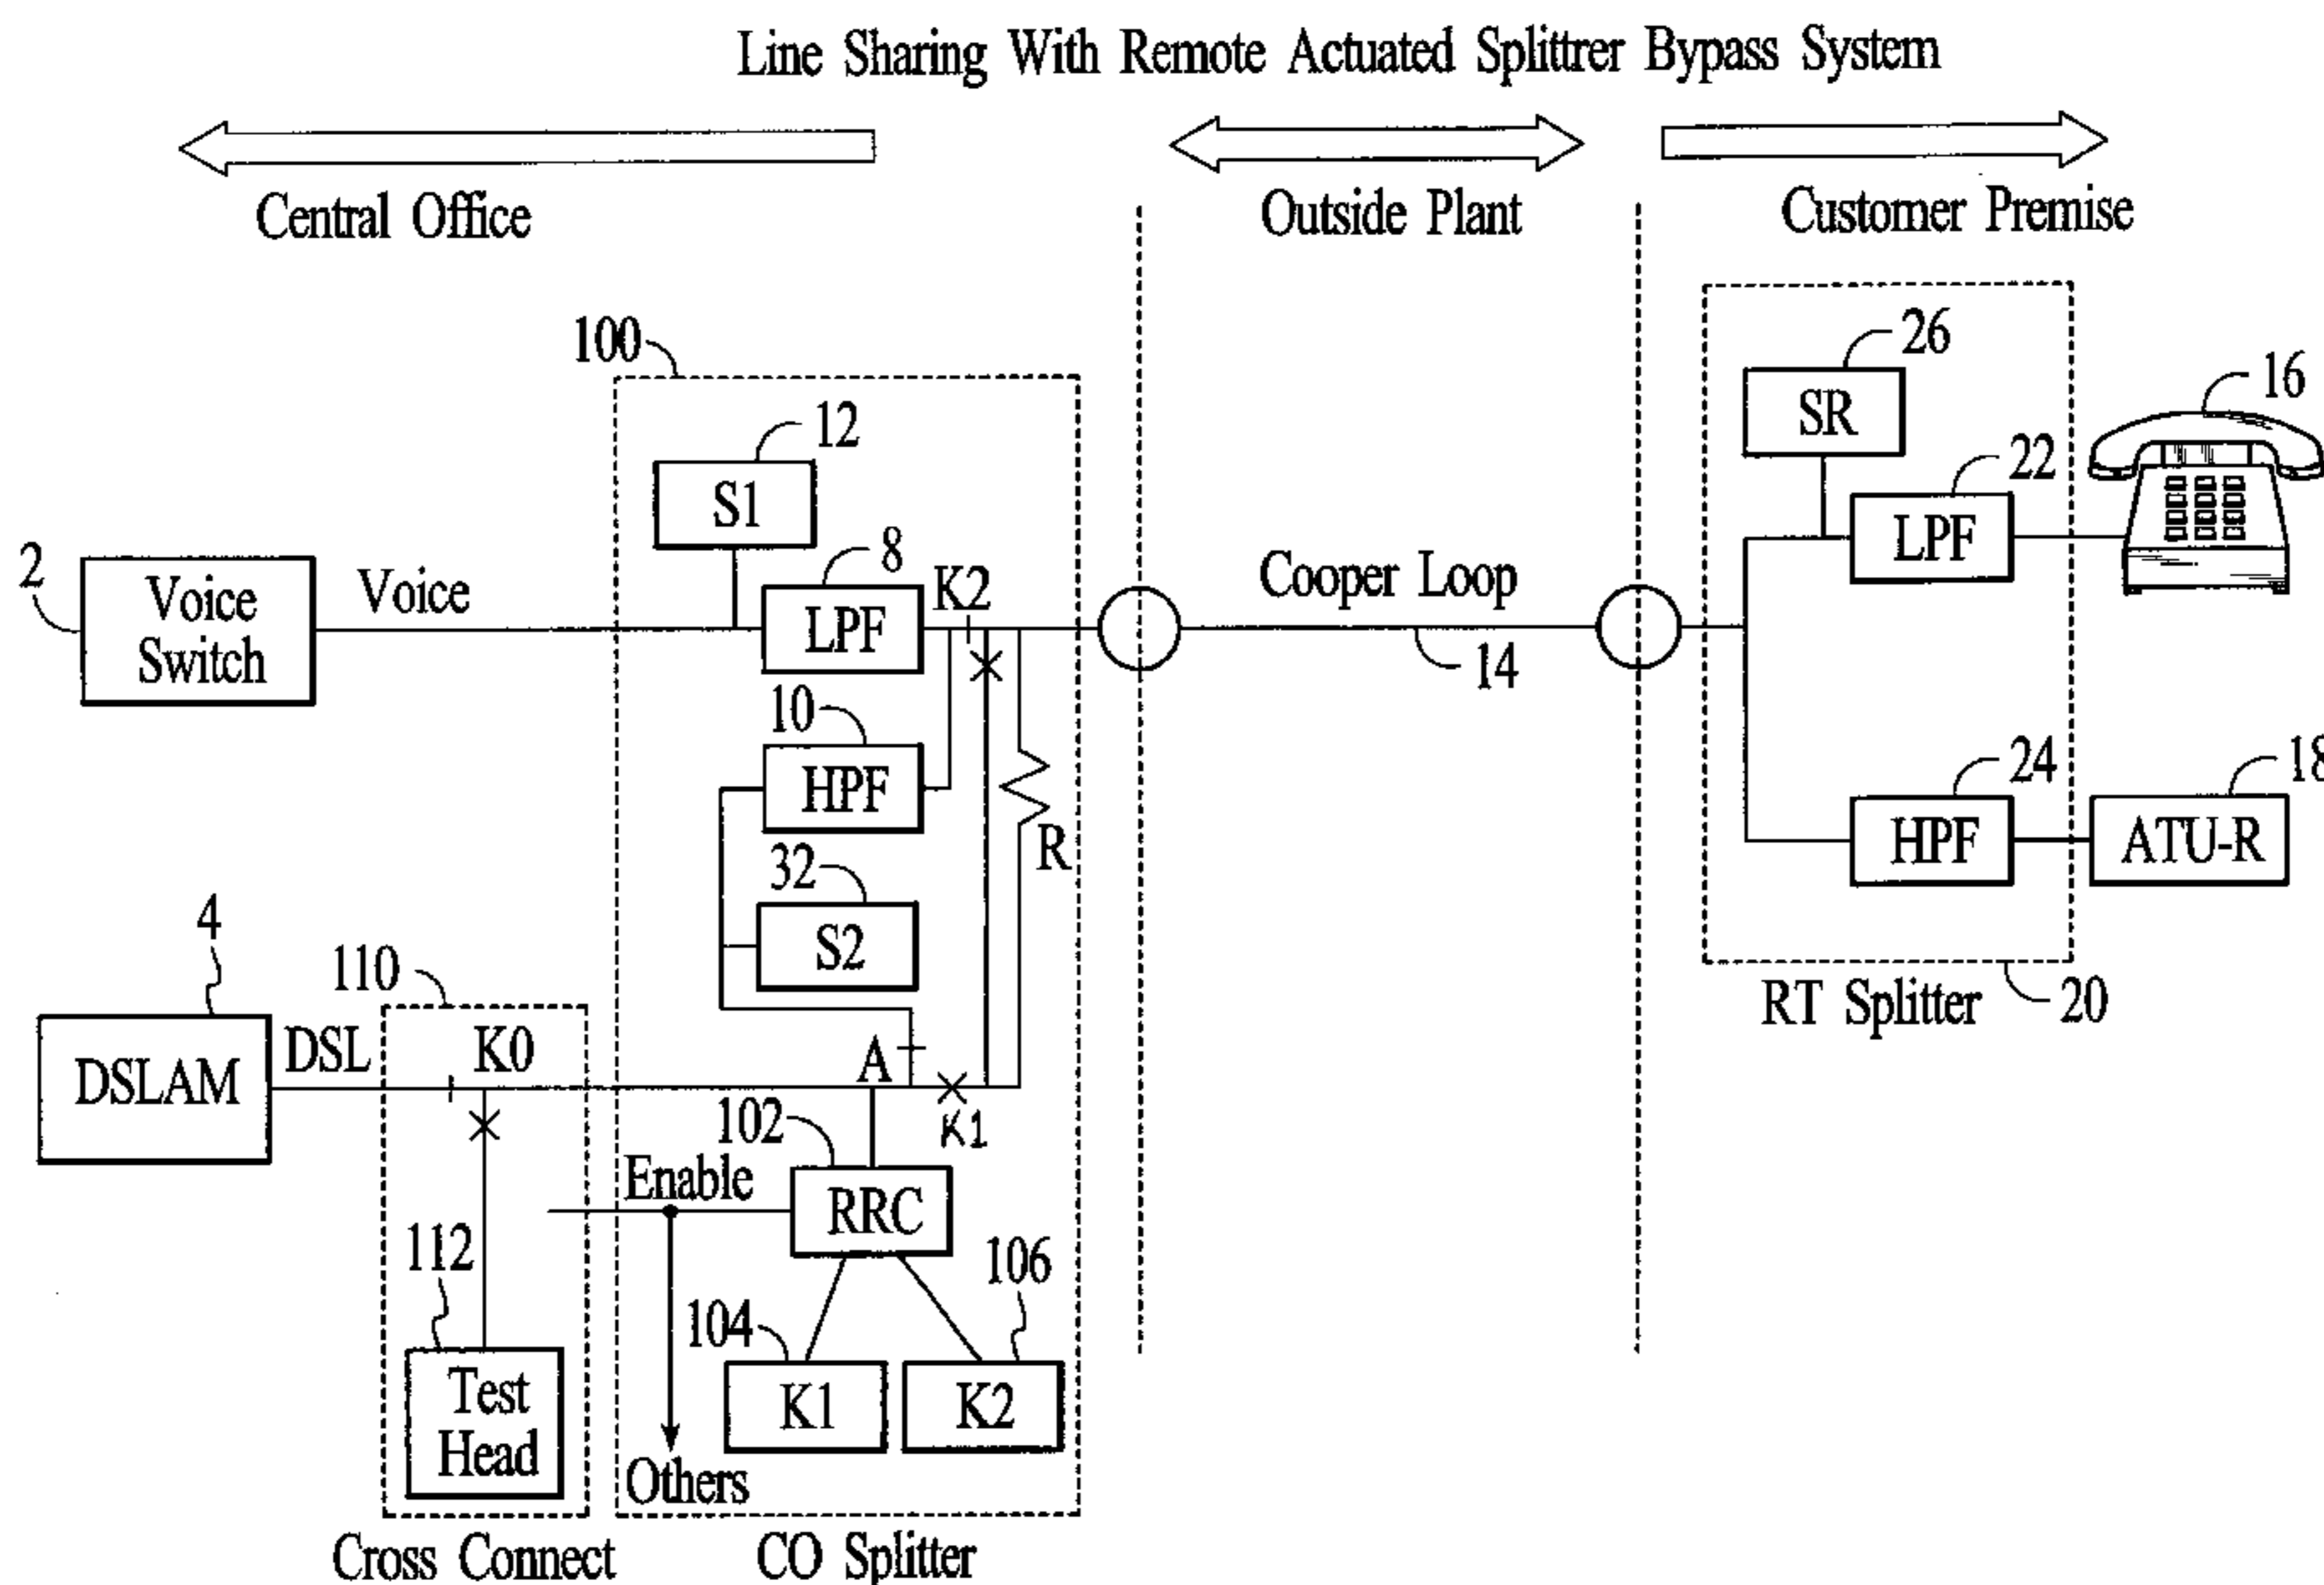 Line Sharing With Remote Actuated Splittrer Bypass System
Central Office
Outside Plant
Customer Premise
100
26
16
12
SR
22
S1
LPF
2
Voice
Switch
Voice
8
K2
LPF
Cooper Loop
14
10
HPF
R
24
18
HPF
ATU-R
32
S2
4
110
RT Splitter
20
DSLAM
DSL
K0
A
K1
102
Enable
RRC
112
106
104
Test
Head
K1
K2
Others
Cross Connect
CO Splitter